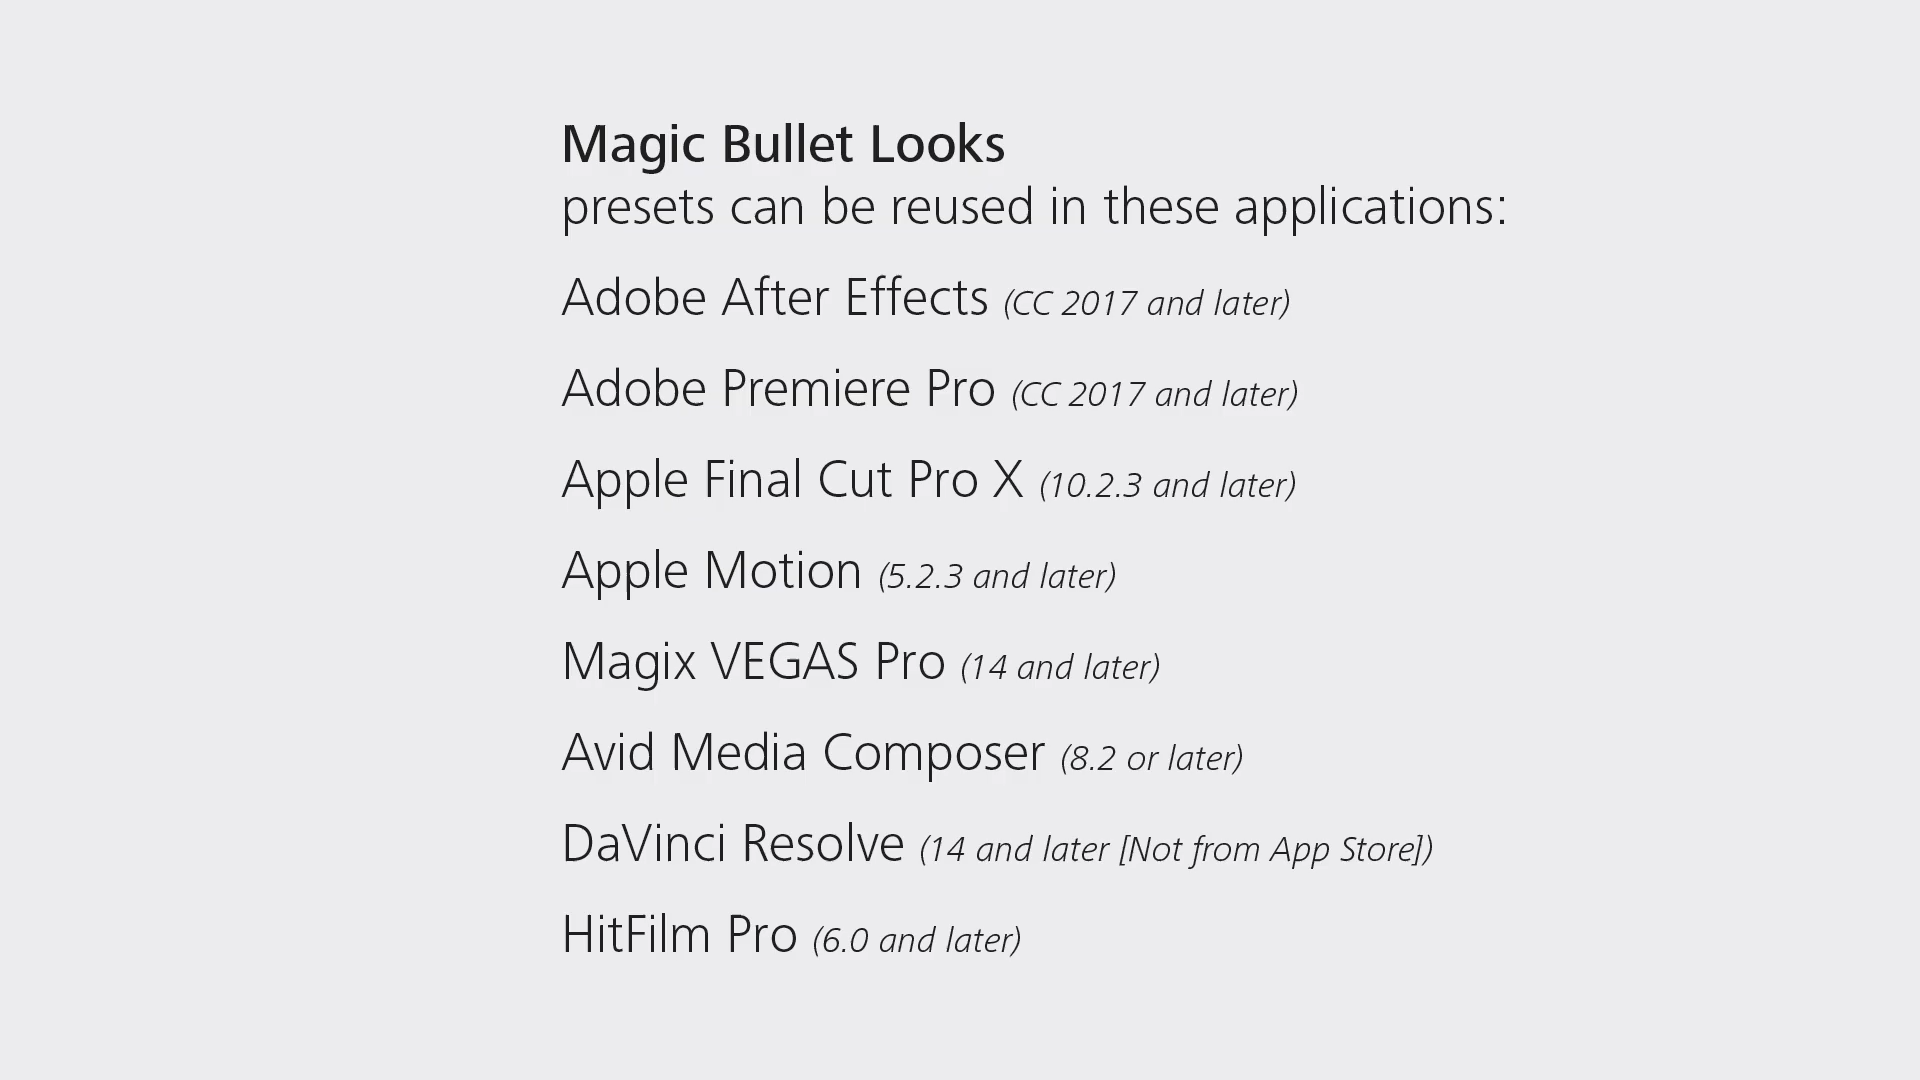 Magic Bullet Looks
presets can be reused in these applications:
Adobe After Effects (CC 2017 and later)
Adobe Premiere Pro (CC 2017 and later)
Apple Final Cut Pro X (10.2.3 and later)
Apple Motion (5.2.3 and later)
Magix VEGAS Pro (14 and later)
Avid Media Composer (8.2 or later)
DaVinci Resolve (14 and later [Not from App Store])
HitFilm Pro (6.0 and later)